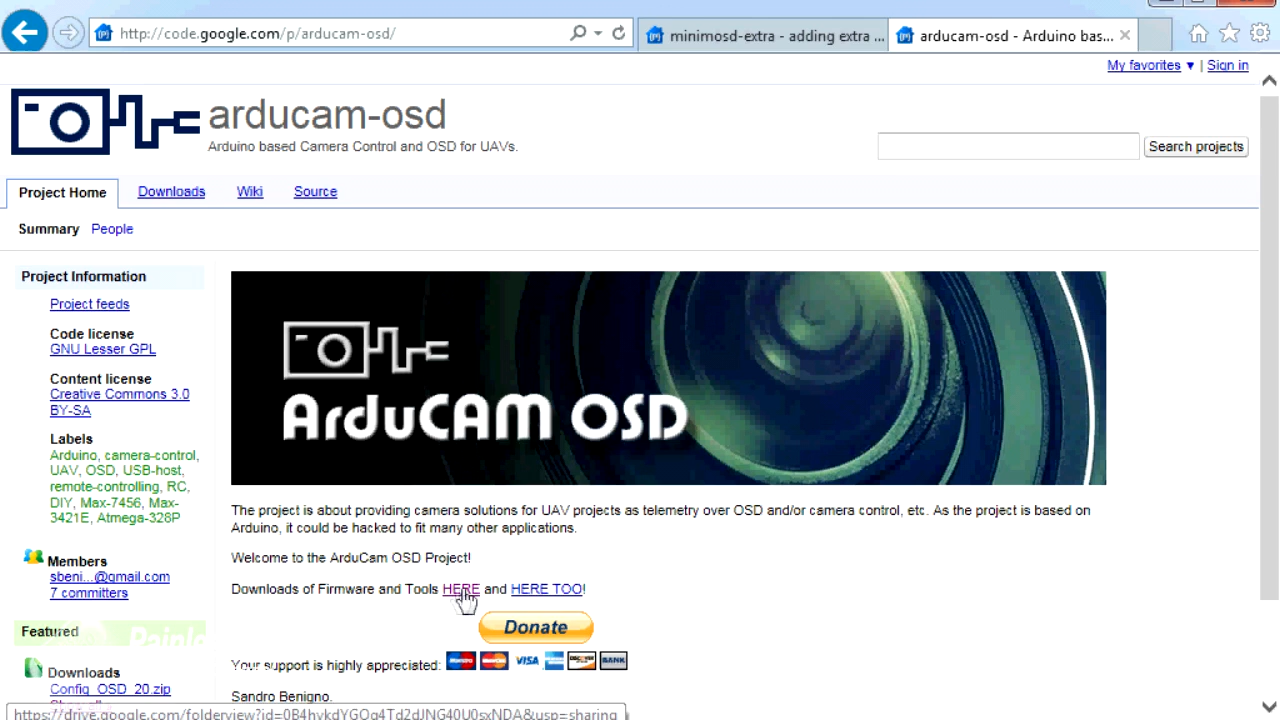 http://code.google.com/p/arducam-osd/
minimosd-extra - adding extra ...
arducam-osd - Arduino bas...
My favorites ▼ | Sign in
arducam-osd
Arduino based Camera Control and OSD for UAVs.
Search projects
Project Home
Downloads
Wiki
Source
Summary
People
Project Information
Project feeds
Code license
GNU Lesser GPL
Content license
Creative Commons 3.0
BY-SA
Labels
Arduino, camera-control,
UAV, OSD, USB-host,
remote-controlling, RC,
DIY, Max-7456, Max-
3421E, Atmega-328P
Members
sbeni...@gmail.com
7 committers
Featured
Downloads
Config_OSD_20.zip
ArduCAM OSD
The project is about providing camera solutions for UAV projects as telemetry over OSD and/or camera control, etc. As the project is based on
Arduino, it could be hacked to fit many other applications.
Welcome to the ArduCam OSD Project!
Downloads of Firmware and Tools HERE and HERE TOO!
Donate
Your support is highly appreciated:
VISA
BANK
Sandro Benigno.